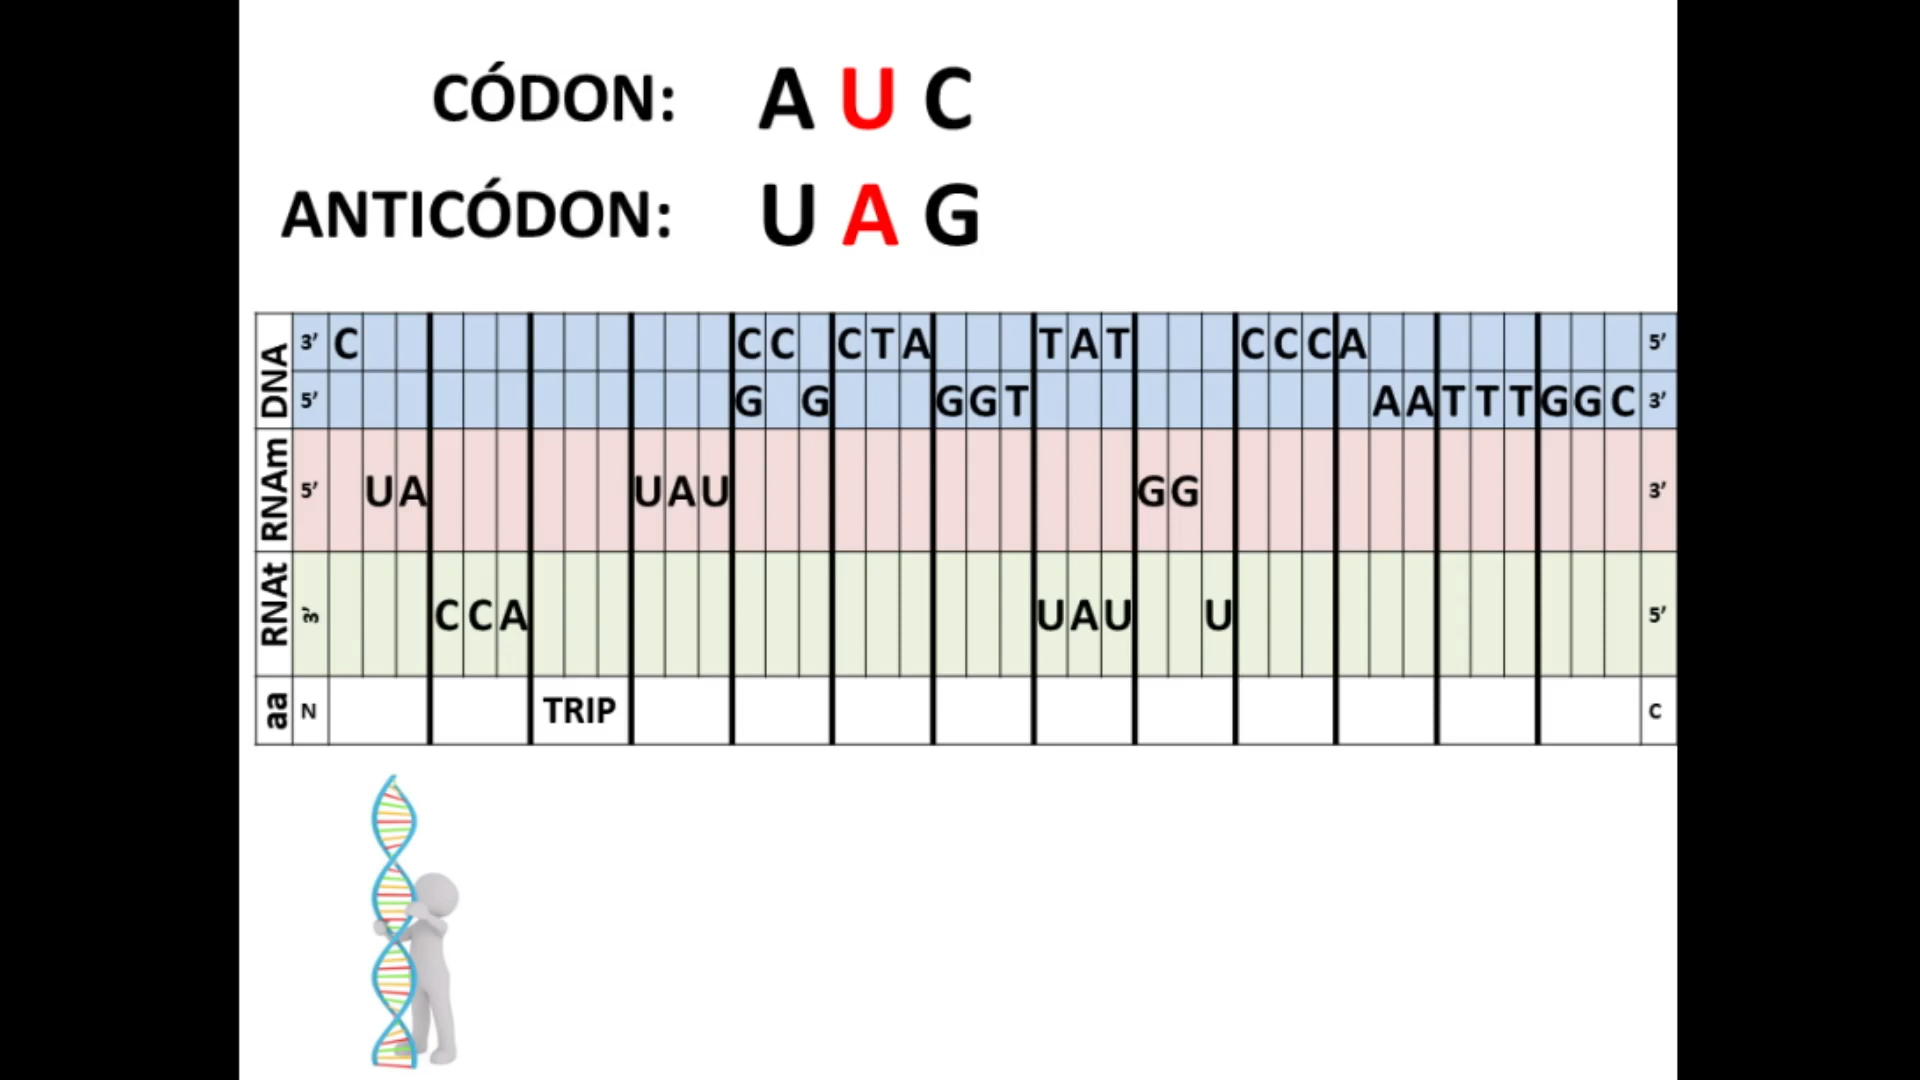 CÓDON: A U C
ANTICÓDON: U A G
DNA 3’ C C C C T A T A T C C C A 5’
5’ G G G G T A A T T T G G C 3’
RNAm 5’ U A U A U G G 3’
RNAt 3’ C C A U A U U 5’
aa N TRIP C